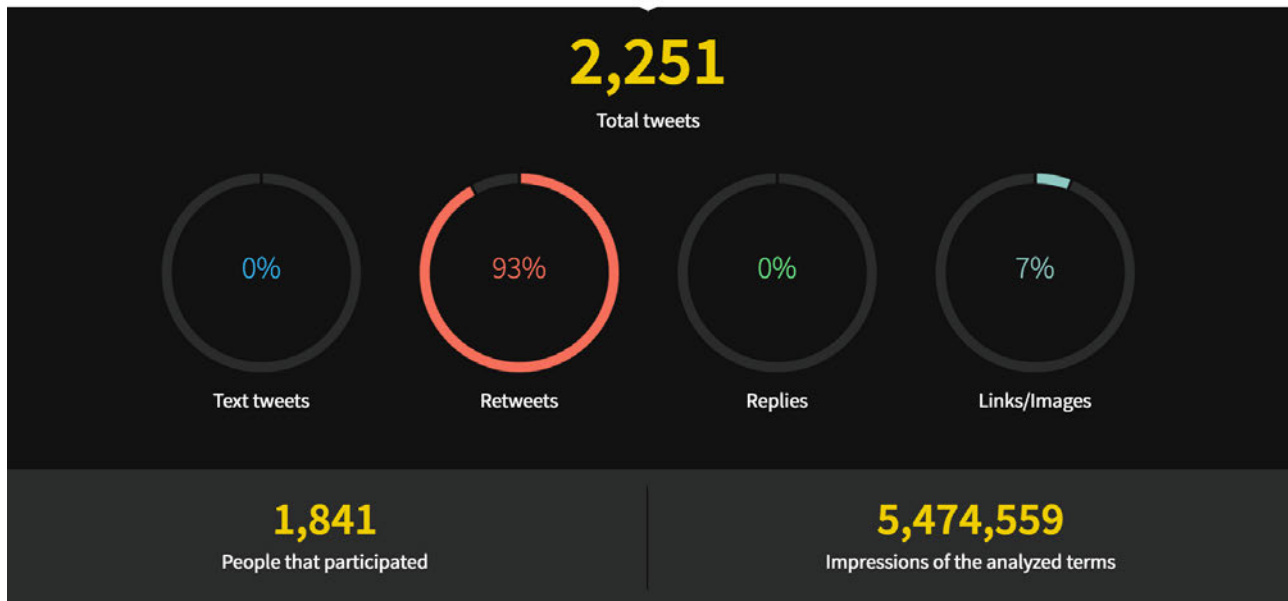 2,251
Total tweets
0%
93%
0%
7%
Text tweets
Retweets
Replies
Links/Images
1,841
5,474,559
People that participated
Impressions of the analyzed terms